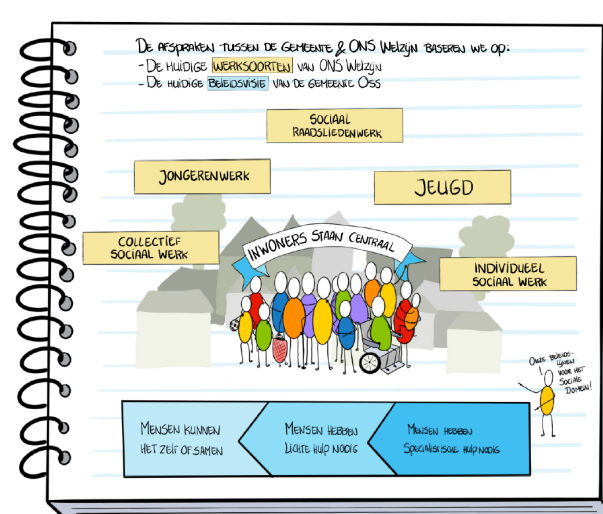 DE AFSPRAKEN TUSSEN DE GEMEENTE & ONS WELZIJN BASEREN WE OP:
- DE HUIDIGE WERKSOORTEN VAN ONS WELZIJN
- DE HUIDIGE BELEIDSVISIE VAN DE GEMEENTE OSS
SOCIAAL
RAADSLIEDENWERK
JONGERENWERK
JEUGD
COLLECTIEF
SOCIAAL WERK
INWONERS STAAN CENTRAAL
INDIVIDUEEL
SOCIAAL WERK
ONZE BELEIDS-
LIJNEN
VOOR HET
SOCIALE
DOMEIN!
MENSEN KUNNEN
HET ZELF OF SAMEN
MENSEN HEBBEN
LICHTE HULP NODIG
MENSEN HEBBEN
SPECIALISTISCHE HULP NODIG